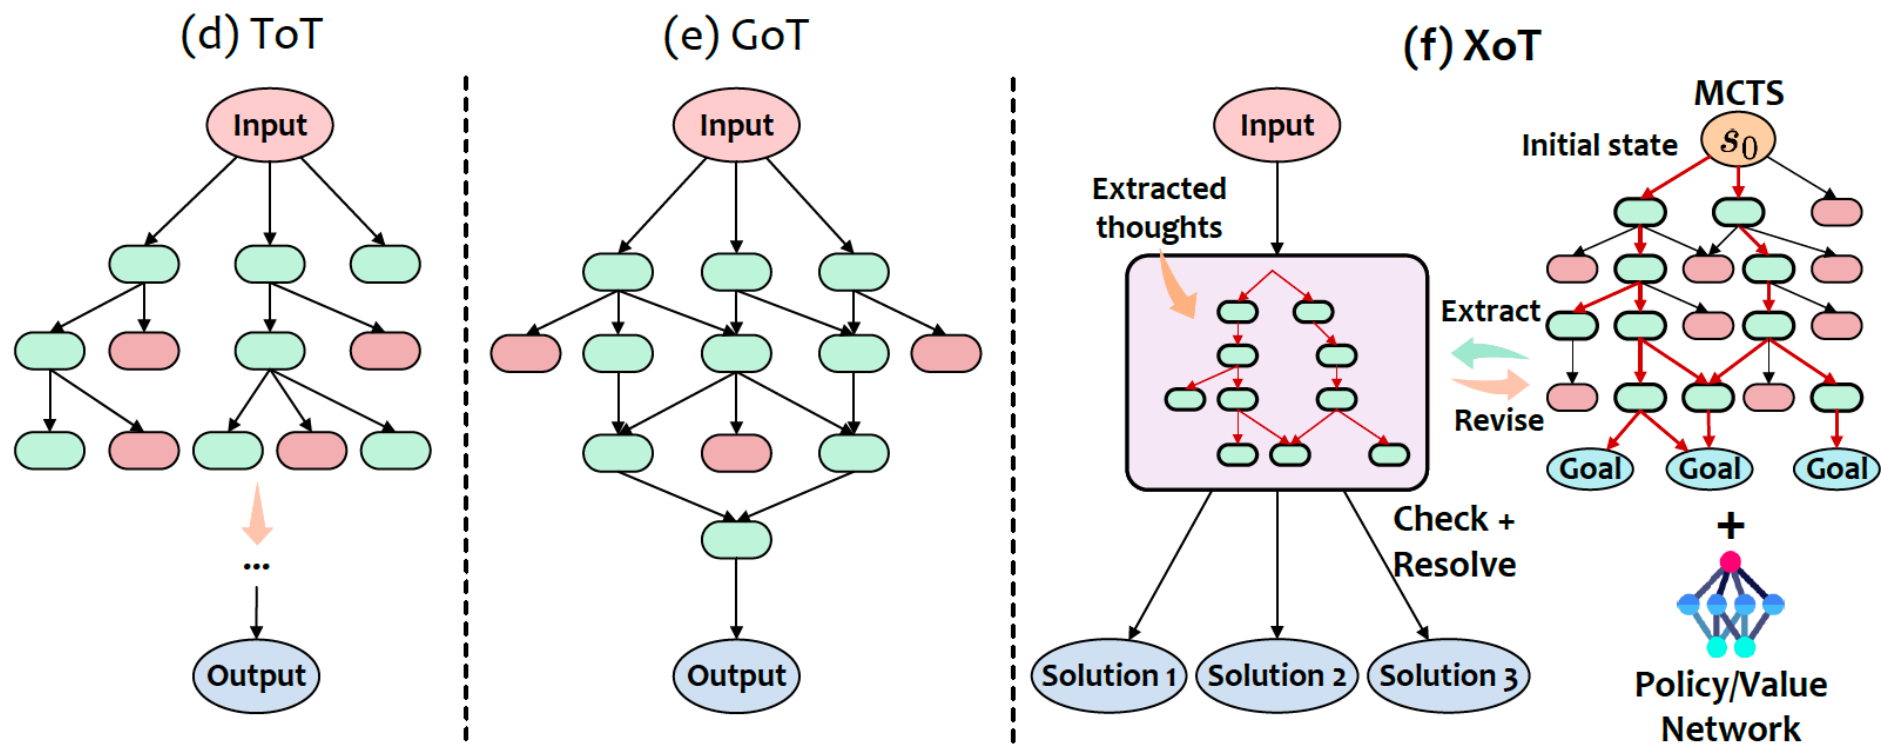 (d) ToT
Input
...
Output
(e) GoT
Input
Output
(f) XoT
Input
Extracted
thoughts
Check +
Resolve
Solution 1
Solution 2
Solution 3
MCTS
Initial state
s0
Extract
Revise
Goal
Goal
Goal
+
Policy/Value
Network